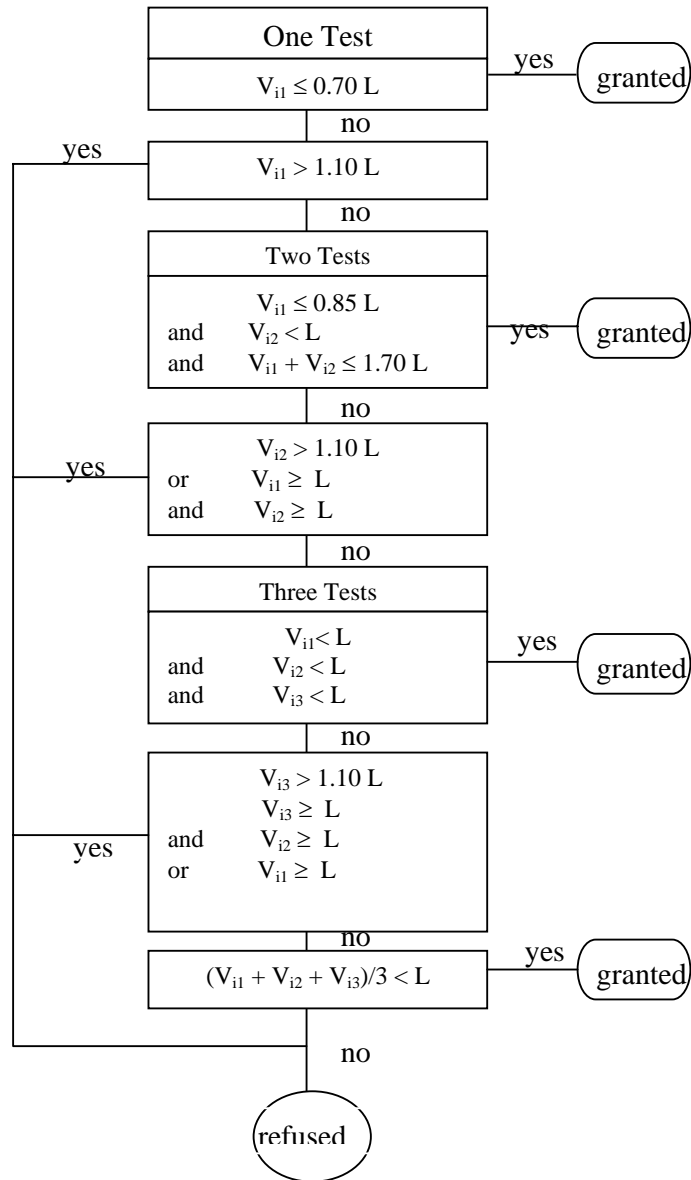 One Test
yes
granted
V_i1 ≤ 0.70 L
no
yes
V_i1 > 1.10 L
no
Two Tests
V_i1 ≤ 0.85 L
and V_i2 < L
yes
granted
and V_i1 + V_i2 ≤ 1.70 L
no
V_i2 > 1.10 L
yes
or V_i1 ≥ L
and V_i2 ≥ L
no
Three Tests
V_i1< L
yes
and V_i2 < L
granted
and V_i3 < L
no
V_i3 > 1.10 L
V_i3 ≥ L
and V_i2 ≥ L
yes
or V_i1 ≥ L
no
yes
(V_i1 + V_i2 + V_i3)/3 < L
granted
no
refused